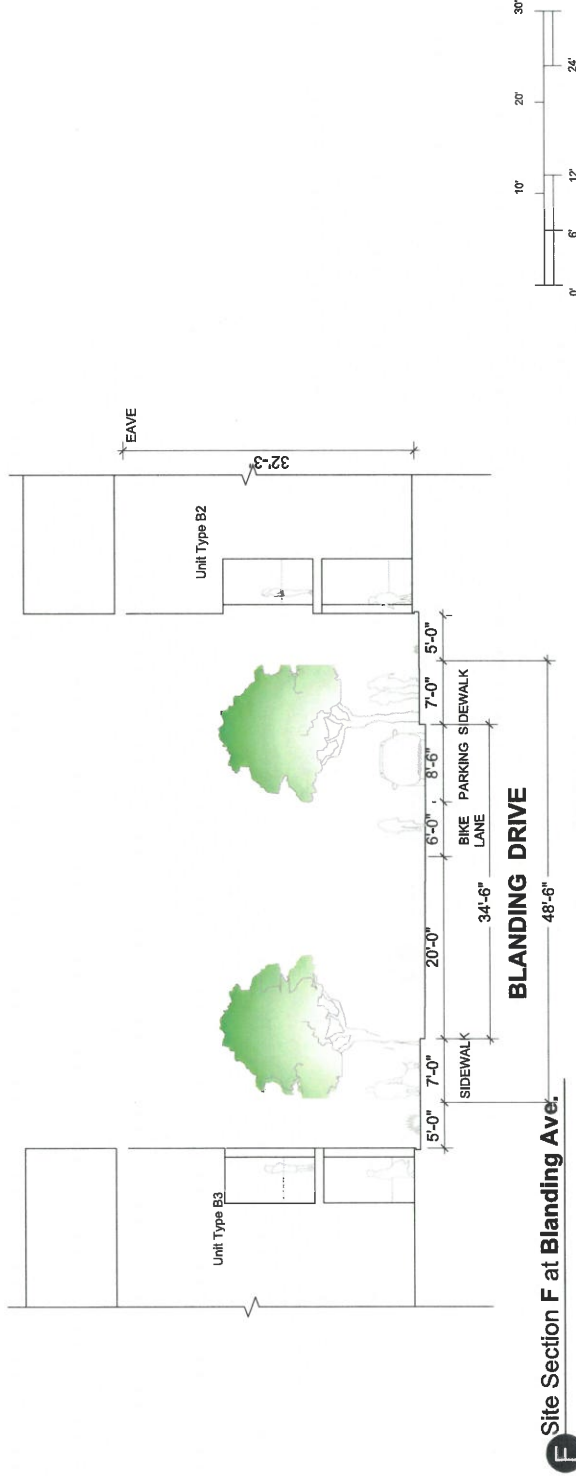 EAVE
32'-3"
Unit Type B3
Unit Type B2
5'-0"
7'-0"
20'-0"
6'-0"
8'-6"
7'-0"
5'-0"
SIDEWALK
BIKE
LANE
PARKING
SIDEWALK
34'-6"
BLANDING DRIVE
48'-6"
F
Site Section F at Blanding Ave.
10'
20'
30'
0'
6'
12'
24'